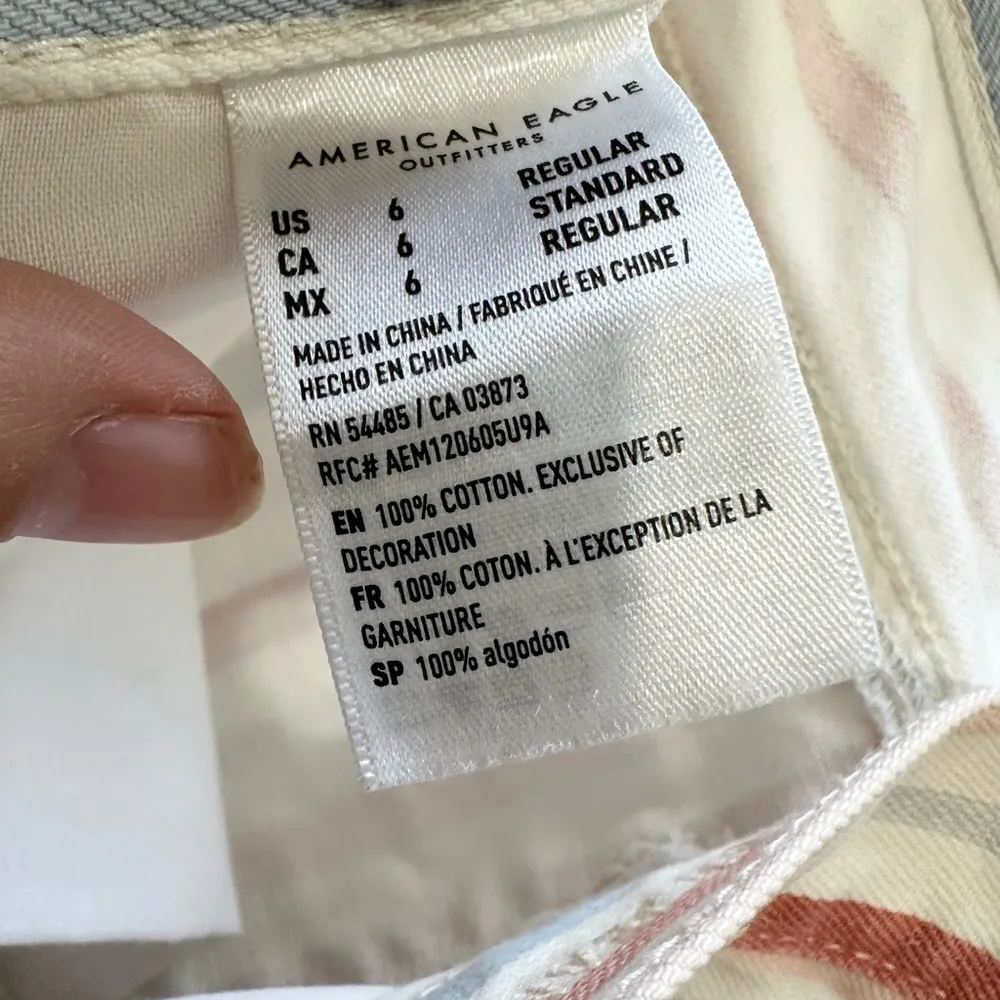 AMERICAN EAGLE
OUTFITTERS
US 6 REGULAR
CA 6 STANDARD
MX 6 REGULAR
MADE IN CHINA / FABRIQUÉ EN CHINE /
HECHO EN CHINA
RN 54485 / CA 03873
RFC# AEM120605U9A
EN 100% COTTON. EXCLUSIVE OF
DECORATION
FR 100% COTON. À L'EXCEPTION DE LA
GARNITURE
SP 100% algodón